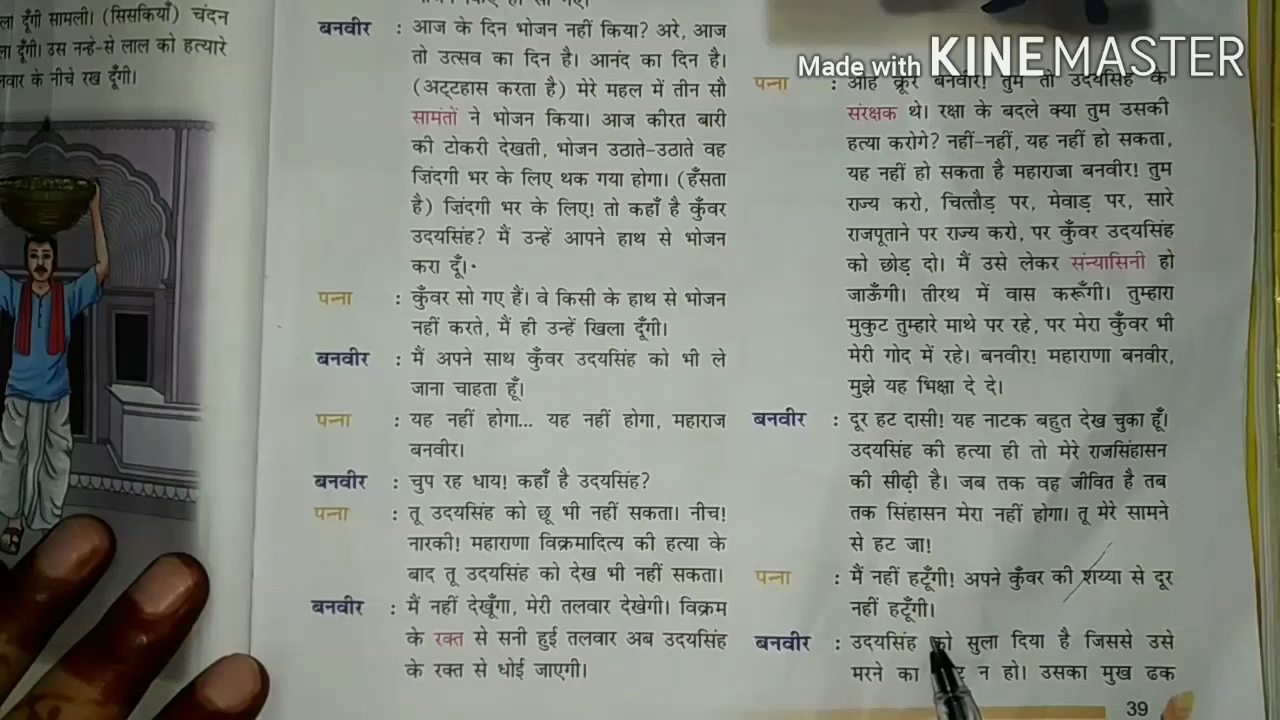 ला दूँगी सामली। (सिसकियाँ) चंदन
ला दूँगी। उस नन्हे-से लाल को हत्यारे
लवार के नीचे रख दूँगी।
बनवीर : आज के दिन भोजन नहीं किया? अरे, आज
तो उत्सव का दिन है। आनंद का दिन है।
(अट्टहास करता है) मेरे महल में तीन सौ
सामंतों ने भोजन किया। आज कीरत बारी
की टोकरी देखती, भोजन उठाते-उठाते वह
ज़िंदगी भर के लिए थक गया होगा। (हँसता
है) ज़िंदगी भर के लिए! तो कहाँ है कुँवर
उदयसिंह? मैं उन्हें आपने हाथ से भोजन
करा दूँ।
पन्ना : कुँवर सो गए हैं। वे किसी के हाथ से भोजन
नहीं करते, मैं ही उन्हें खिला दूँगी।
बनवीर : मैं अपने साथ कुँवर उदयसिंह को भी ले
जाना चाहता हूँ।
पन्ना : यह नहीं होगा... यह नहीं होगा, महाराज
बनवीर।
बनवीर : चुप रह धाय! कहाँ है उदयसिंह?
पन्ना : तू उदयसिंह को छू भी नहीं सकता। नीच!
नारकी! महाराणा विक्रमादित्य की हत्या के
बाद तू उदयसिंह को देख भी नहीं सकता।
बनवीर : मैं नहीं देखूँगा, मेरी तलवार देखेगी। विक्रम
के रक्त से सनी हुई तलवार अब उदयसिंह
के रक्त से धोई जाएगी।
Made with KINEMASTER
पन्ना : आह क्रूर बनवीर! तुम तो उदयसिंह के
संरक्षक थे। रक्षा के बदले क्या तुम उसकी
हत्या करोगे? नहीं-नहीं, यह नहीं हो सकता,
यह नहीं हो सकता है महाराजा बनवीर! तुम
राज्य करो, चित्तौड़ पर, मेवाड़ पर, सारे
राजपूताने पर राज्य करो, पर कुँवर उदयसिंह
को छोड़ दो। मैं उसे लेकर संन्यासिनी हो
जाऊँगी। तीरथ में वास करूँगी। तुम्हारा
मुकुट तुम्हारे माथे पर रहे, पर मेरा कुँवर भी
मेरी गोद में रहे। बनवीर! महाराणा बनवीर,
मुझे यह भिक्षा दे दे।
बनवीर : दूर हट दासी! यह नाटक बहुत देख चुका हूँ।
उदयसिंह की हत्या ही तो मेरे राजसिंहासन
की सीढ़ी है। जब तक वह जीवित है तब
तक सिंहासन मेरा नहीं होगा। तू मेरे सामने
से हट जा!
पन्ना : मैं नहीं हटूँगी! अपने कुँवर की शय्या से दूर
नहीं हटूँगी।
बनवीर : उदयसिंह को सुला दिया है जिससे उसे
मरने का न हो। उसका मुख ढक
39